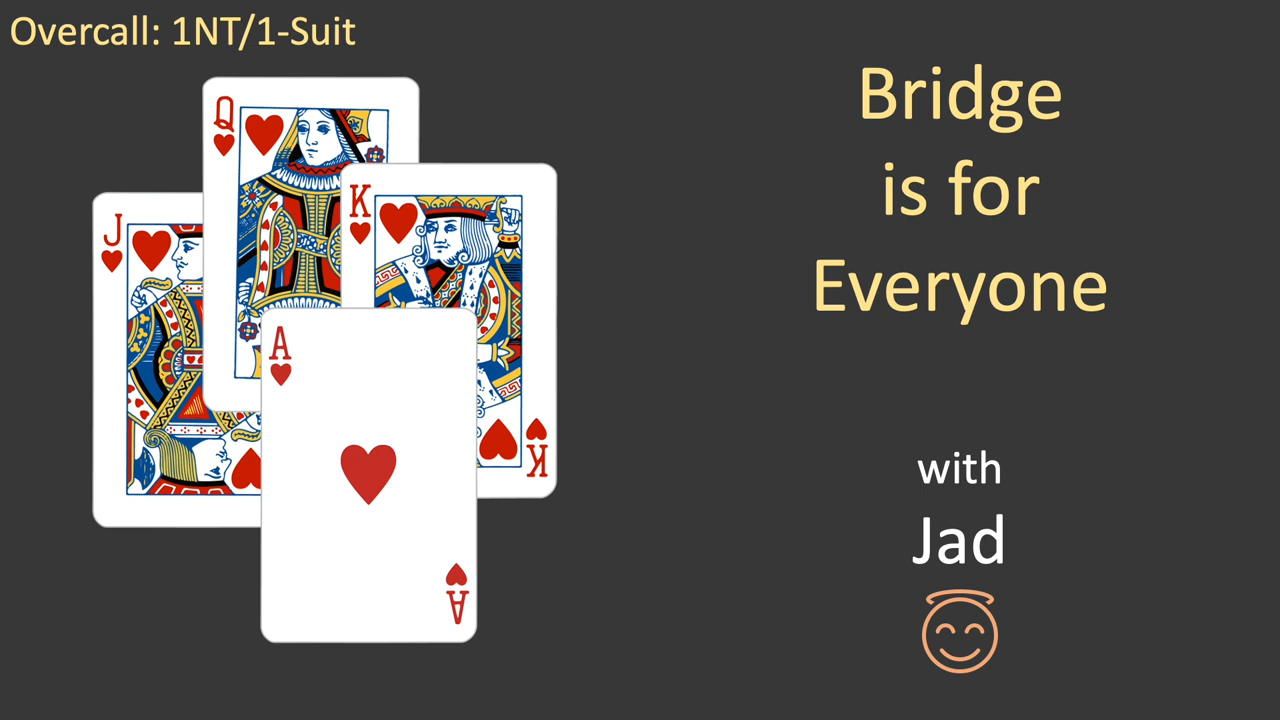 Overcall: 1NT/1-Suit
Bridge
is for
Everyone
with
Jad
Q
K
J
A
K
A